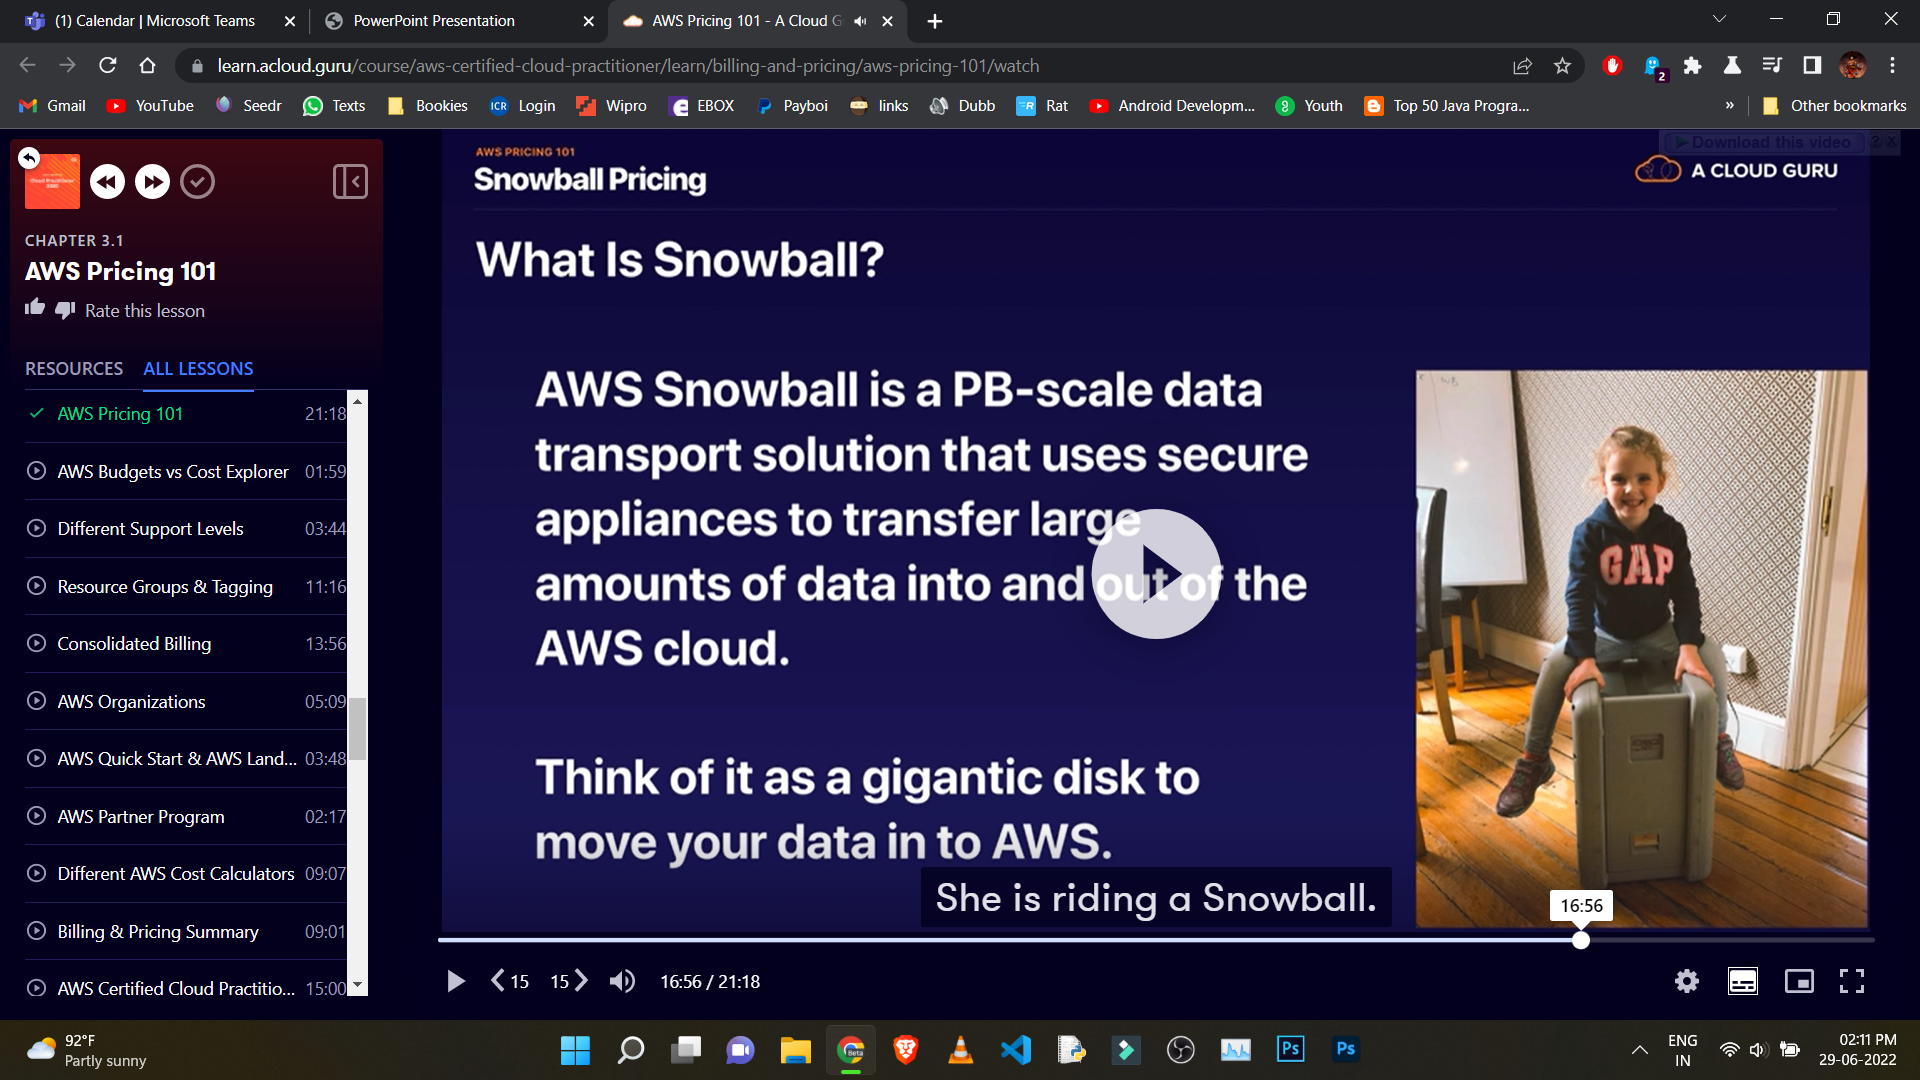 (1) Calendar | Microsoft Teams
PowerPoint Presentation
AWS Pricing 101 - A Cloud G
learn.acloud.guru/course/aws-certified-cloud-practitioner/learn/billing-and-pricing/aws-pricing-101/watch
2
Gmail
YouTube
Seedr
Texts
Bookies
ICR
Login
Wipro
EBOX
Payboi
links
Dubb
Rat
Android Developm...
Youth
Top 50 Java Progra...
»
Other bookmarks
CHAPTER 3.1
AWS Pricing 101
Rate this lesson
RESOURCES
ALL LESSONS
AWS Pricing 101 21:18
AWS Budgets vs Cost Explorer 01:59
Different Support Levels 03:44
Resource Groups & Tagging 11:16
Consolidated Billing 13:56
AWS Organizations 05:09
AWS Quick Start & AWS Land... 03:48
AWS Partner Program 02:17
Different AWS Cost Calculators 09:07
Billing & Pricing Summary 09:01
AWS Certified Cloud Practitio... 15:00
AWS PRICING 101
Snowball Pricing
Download this video ? X
A CLOUD GURU
What Is Snowball?
AWS Snowball is a PB-scale data
transport solution that uses secure
appliances to transfer large
amounts of data into and out of the
AWS cloud.
Think of it as a gigantic disk to
move your data in to AWS.
GAP
She is riding a Snowball.
16:56
15
15
16:56 / 21:18
92°F
Partly sunny
Beta
Ps
Ps
ENG
IN
02:11 PM
29-06-2022